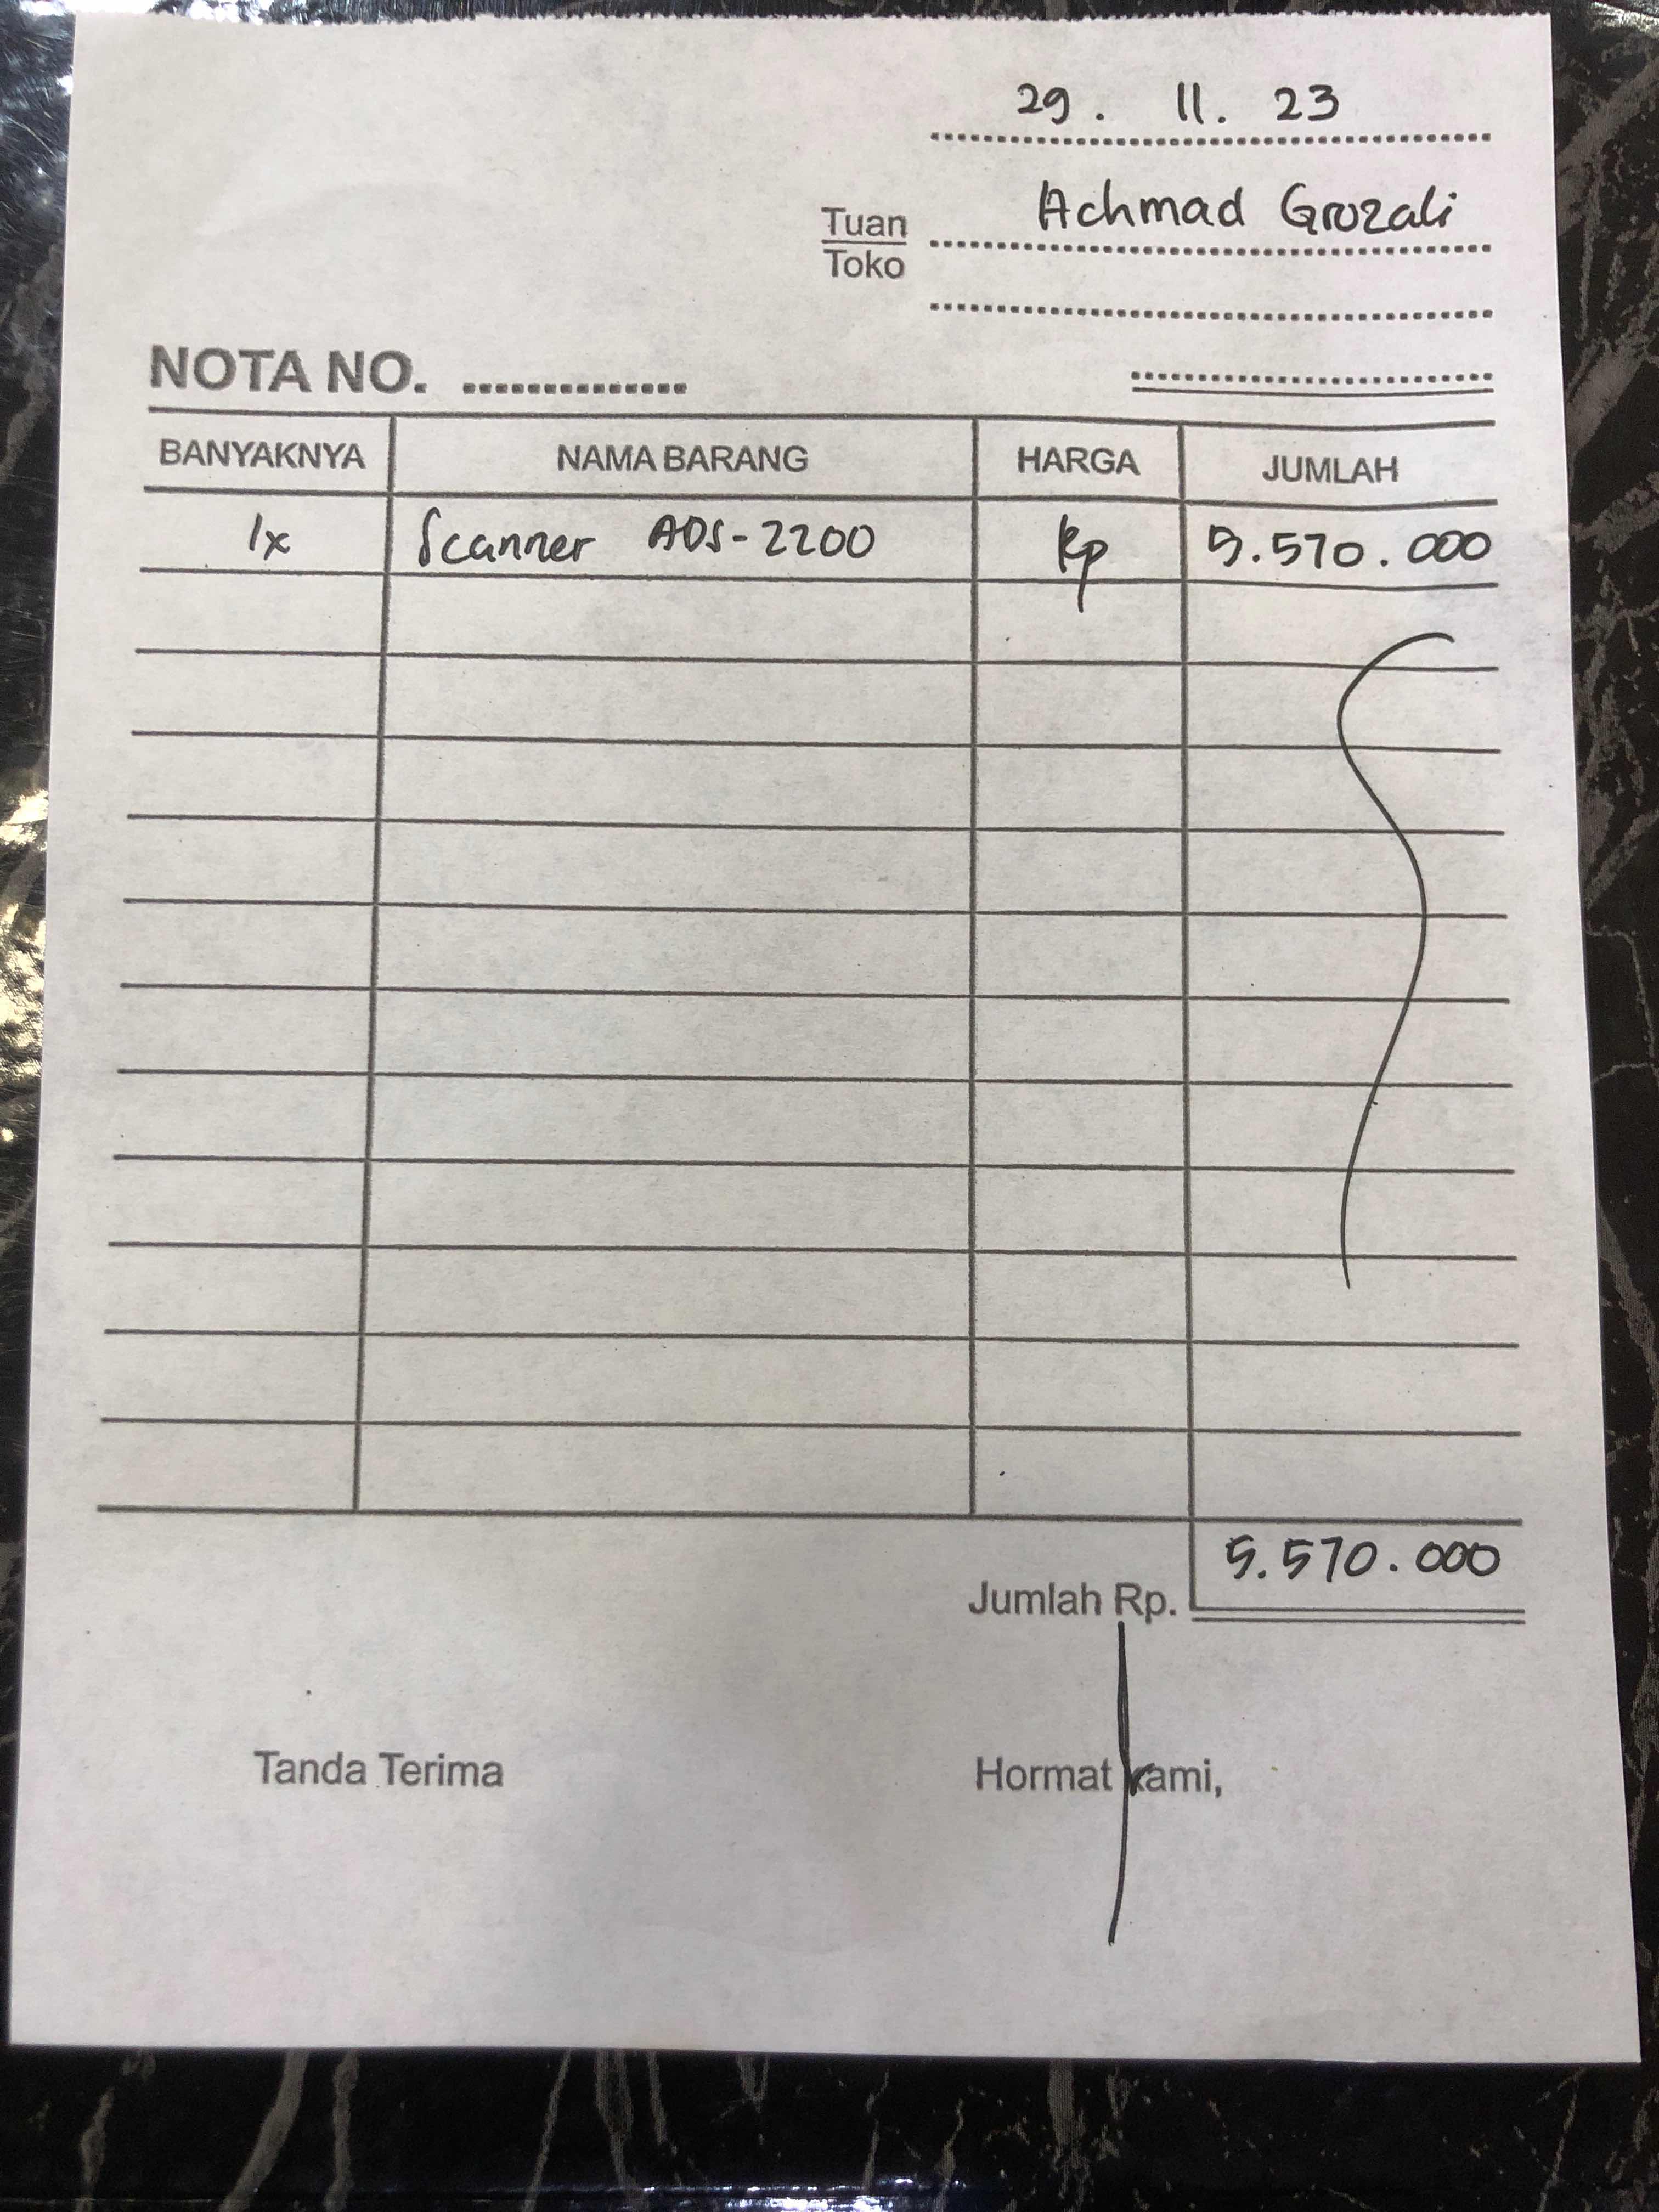 29. 11. 23
Tuan Achmad Gozali
Toko
NOTA NO. ..............
BANYAKNYA NAMA BARANG HARGA JUMLAH
1x Scanner ADS-2200 Rp 5.570.000
Jumlah Rp. 5.570.000
Tanda Terima Hormat kami,